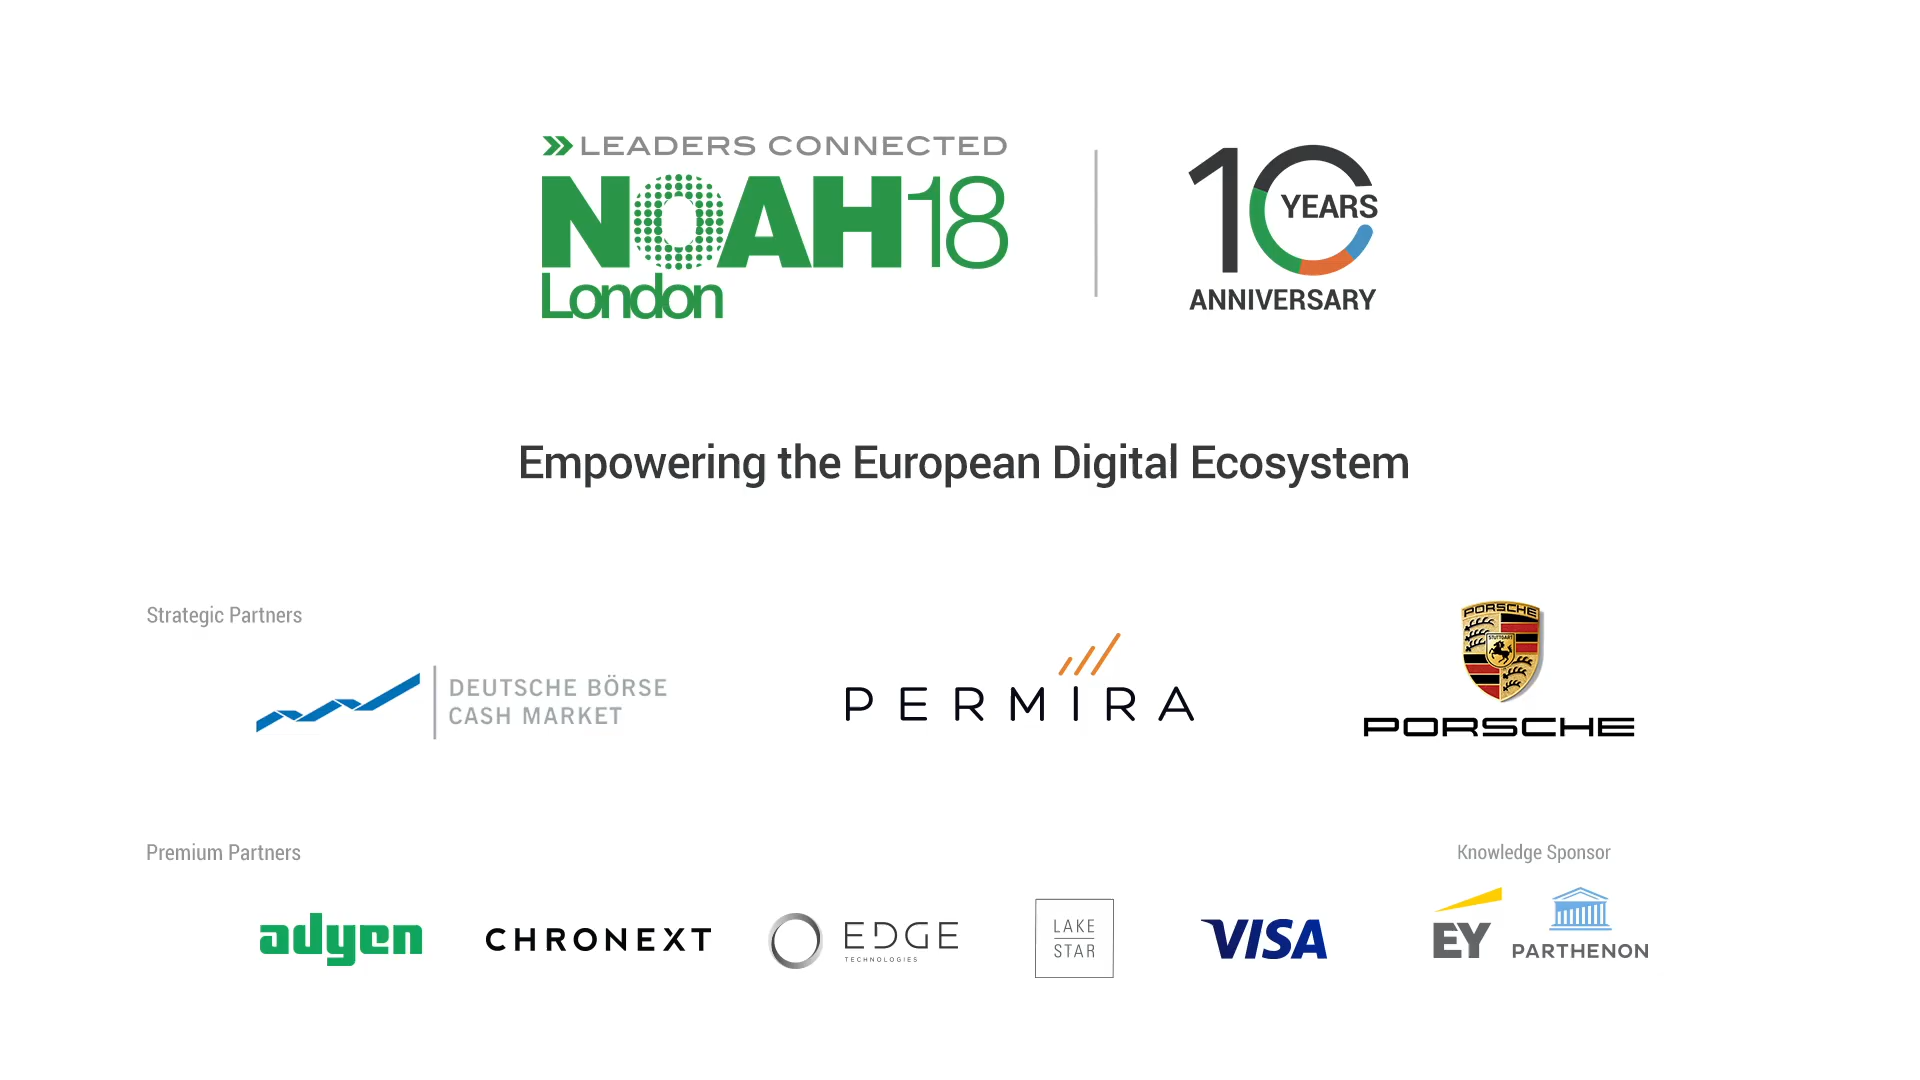 LEADERS CONNECTED
NOAH18
London
10 YEARS
ANNIVERSARY
Empowering the European Digital Ecosystem
Strategic Partners
DEUTSCHE BÖRSE
CASH MARKET
PERMIRA
PORSCHE
STUTTGART
PORSCHE
Premium Partners
Knowledge Sponsor
adyen
CHRONEXT
EDGE
TECHNOLOGIES
LAKE
STAR
VISA
EY
PARTHENON